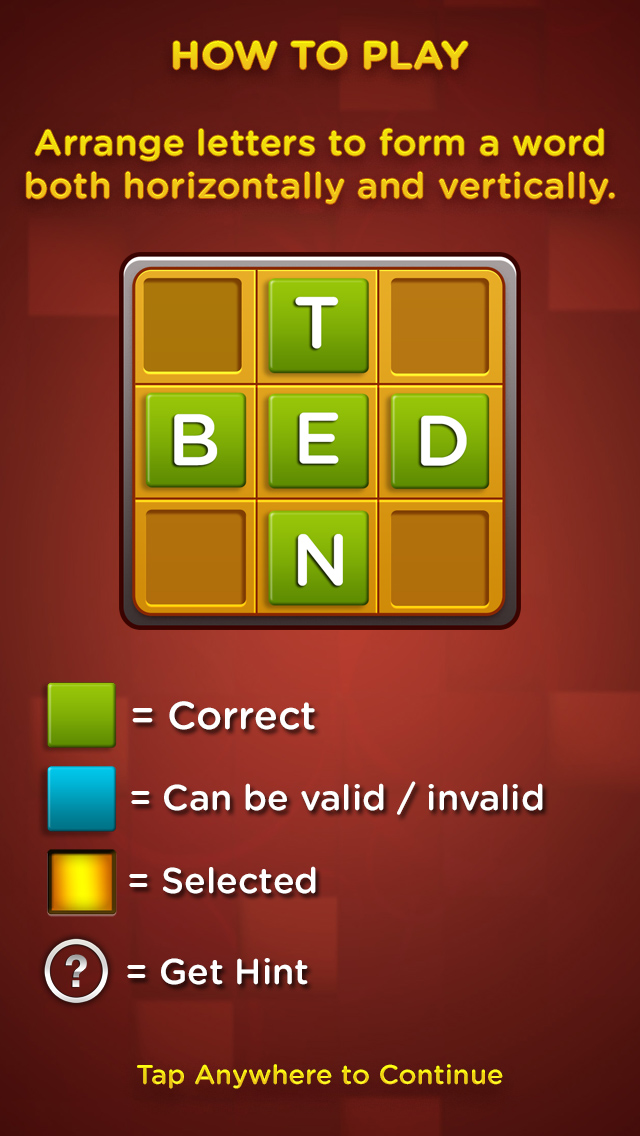 HOW TO PLAY
Arrange letters to form a word
both horizontally and vertically.
T
B E D
N
= Correct
= Can be valid / invalid
= Selected
? = Get Hint
Tap Anywhere to Continue